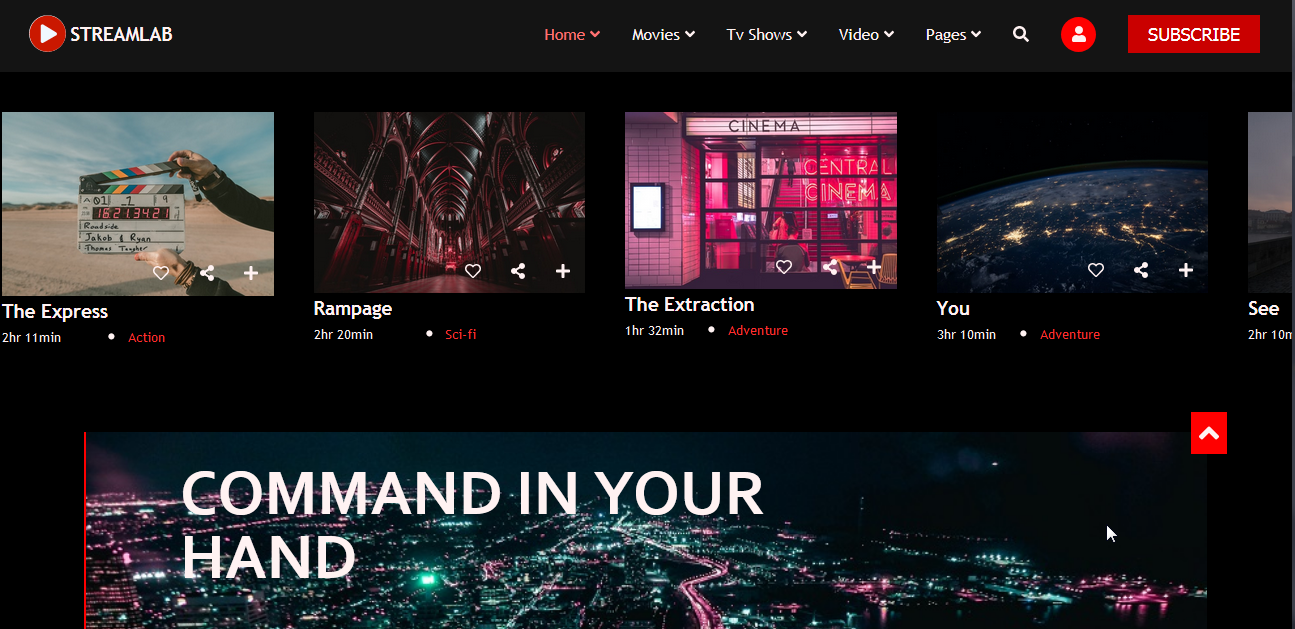 STREAMLAB
Home
Movies
Tv Shows
Video
Pages
SUBSCRIBE
01 1 9
16213421
Roadside
Jakob & Ryan
Thomas Tougher
CINEMA
CENTRAL
CINEMA
The Express
2hr 11min
Action
Rampage
2hr 20min
Sci-fi
The Extraction
1hr 32min
Adventure
You
3hr 10min
Adventure
See
2hr 10m
COMMAND IN YOUR
HAND